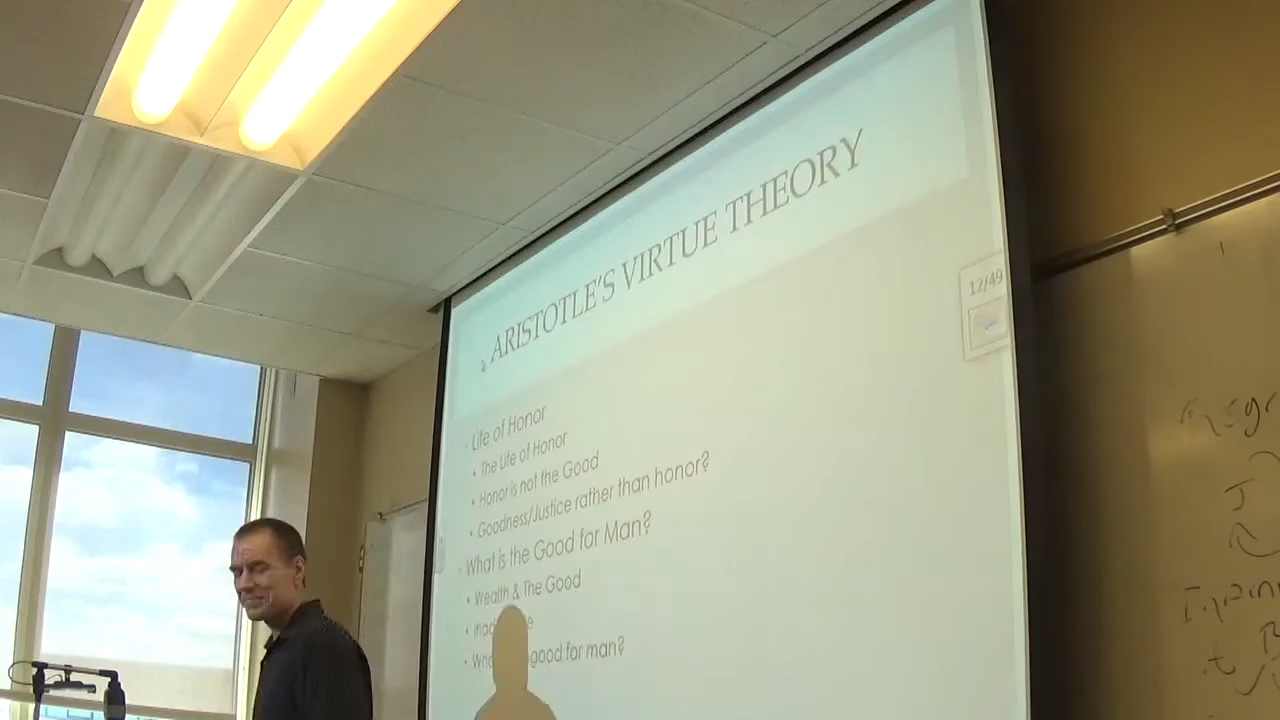 ARISTOTLE'S VIRTUE THEORY
12/49
Life of Honor
• The Life of Honor
• Honor is not the Good
• Goodness/Justice rather than honor?
What is the Good for Man?
• Wealth & The Good
•
• good for man?